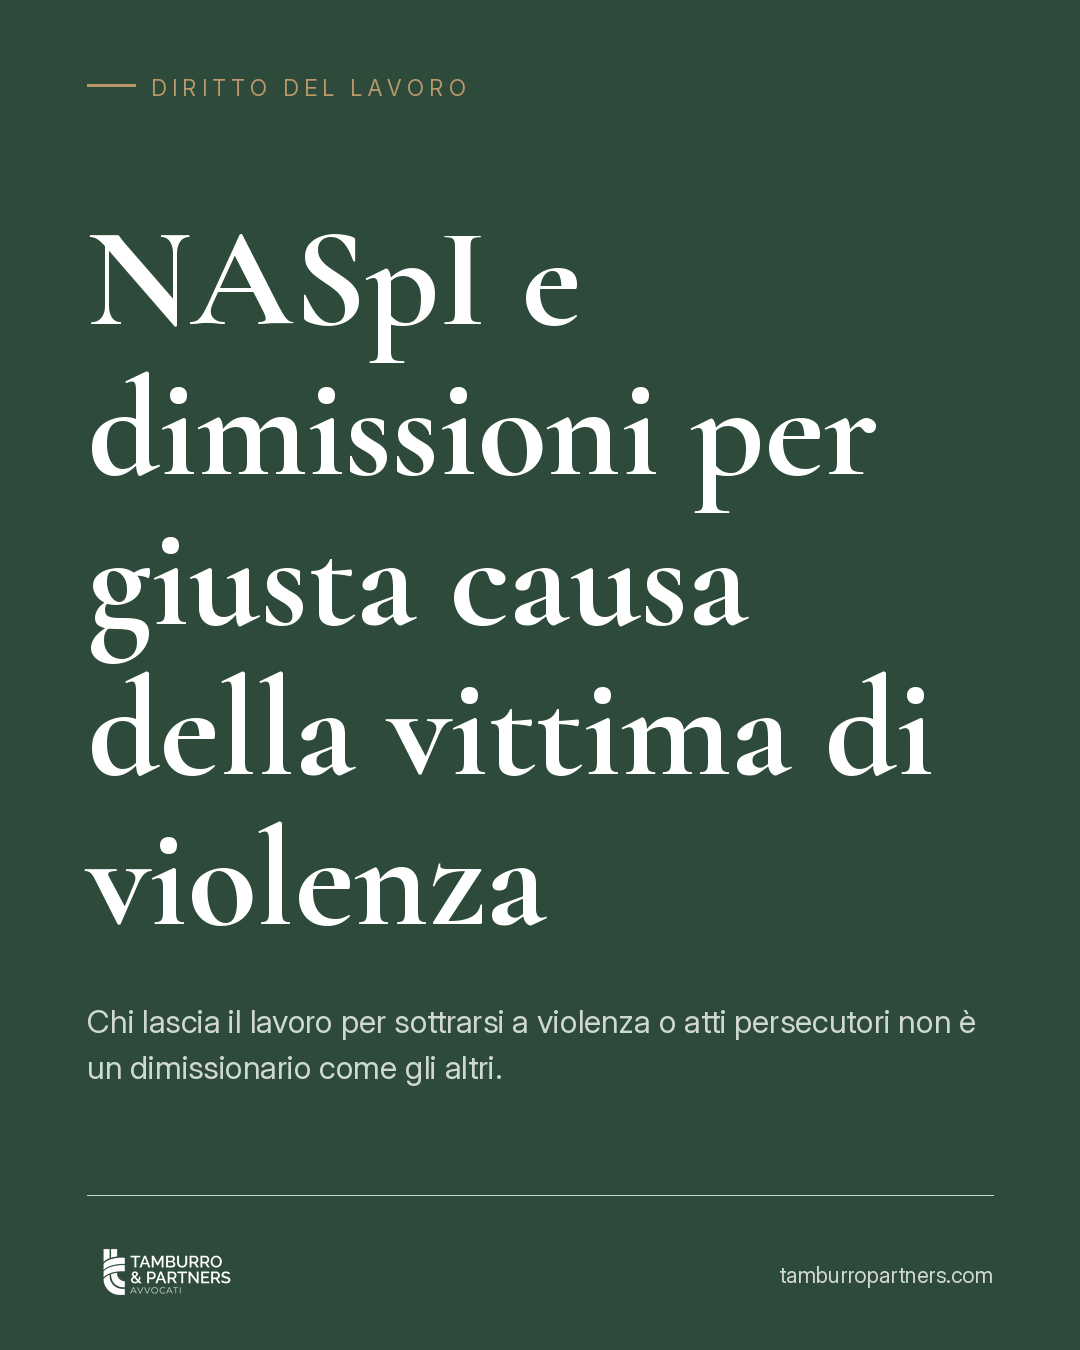 DIRITTO DEL LAVORO
NASpI e
dimissioni per
giusta causa
della vittima di
violenza
Chi lascia il lavoro per sottrarsi a violenza o atti persecutori non è
un dimissionario come gli altri.
TAMBURRO
& PARTNERS
AVVOCATI
tamburropartners.com